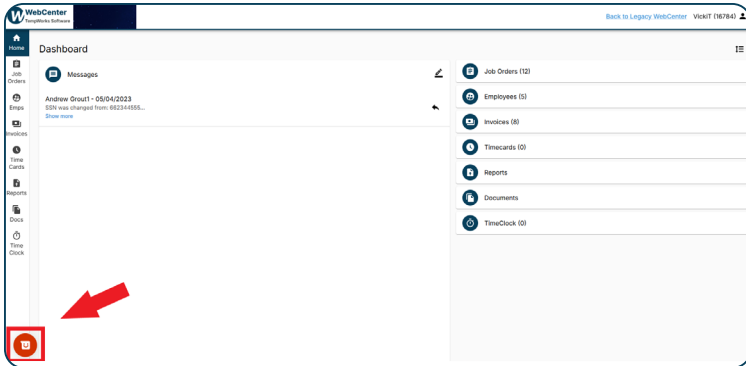 WebCenter
TempWorks Software
Back to Legacy WebCenter VickiT (16784)
Home
Dashboard
Job
Orders
Emps
Invoices
Time
Cards
Reports
Docs
Time
Clock
Messages
Andrew Grout1 - 05/04/2023
SSN was changed from: 662344555...
Show more
Job Orders (12)
Employees (5)
Invoices (8)
Timecards (0)
Reports
Documents
TimeClock (0)